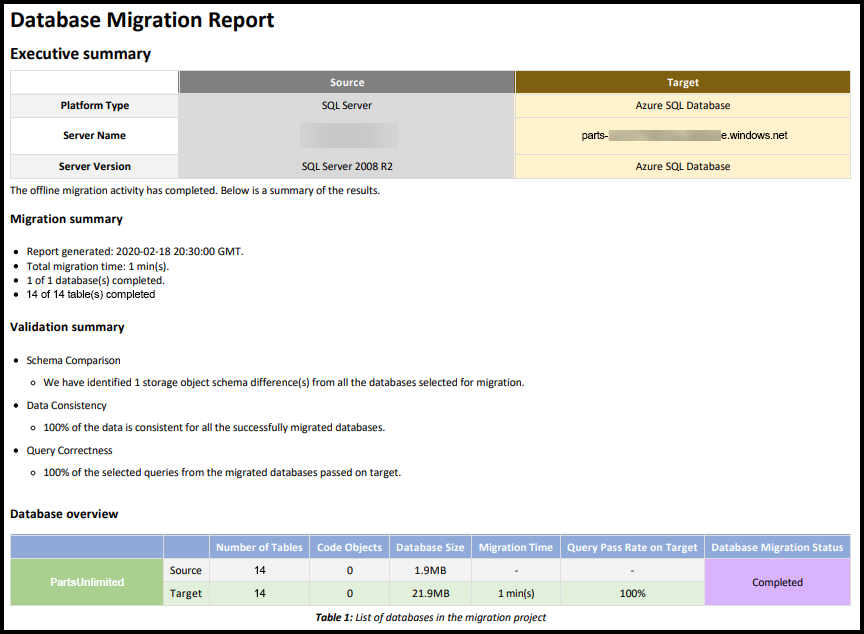 Database Migration Report
Executive summary
Source Target
Platform Type SQL Server Azure SQL Database
Server Name parts- e.windows.net
Server Version SQL Server 2008 R2 Azure SQL Database
The offline migration activity has completed. Below is a summary of the results.
Migration summary
• Report generated: 2020-02-18 20:30:00 GMT.
• Total migration time: 1 min(s).
• 1 of 1 database(s) completed.
• 14 of 14 table(s) completed
Validation summary
• Schema Comparison
o We have identified 1 storage object schema difference(s) from all the databases selected for migration.
• Data Consistency
o 100% of the data is consistent for all the successfully migrated databases.
• Query Correctness
o 100% of the selected queries from the migrated databases passed on target.
Database overview
Number of Tables Code Objects Database Size Migration Time Query Pass Rate on Target Database Migration Status
PartsUnlimited Source 14 0 1.9MB - - Completed
Target 14 0 21.9MB 1 min(s) 100%
Table 1: List of databases in the migration project